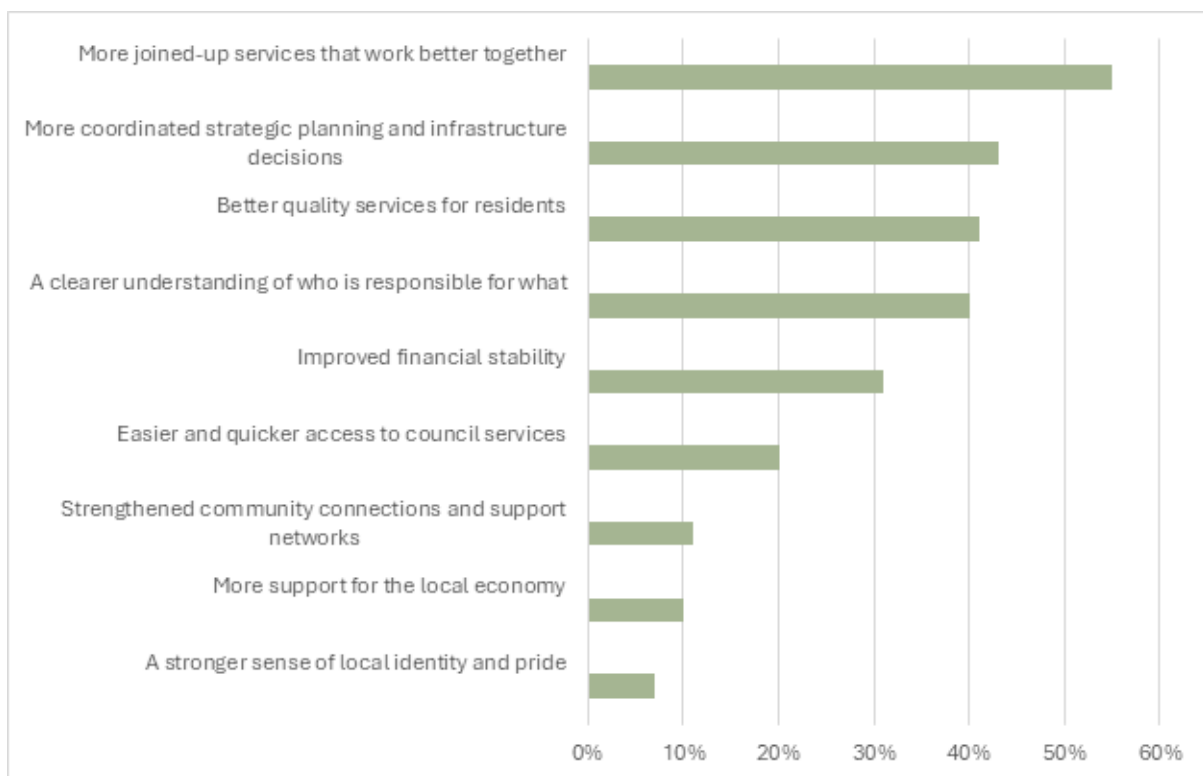 More joined-up services that work better together
More coordinated strategic planning and infrastructure
decisions
Better quality services for residents
A clearer understanding of who is responsible for what
Improved financial stability
Easier and quicker access to council services
Strengthened community connections and support
networks
More support for the local economy
A stronger sense of local identity and pride
0% 10% 20% 30% 40% 50% 60%